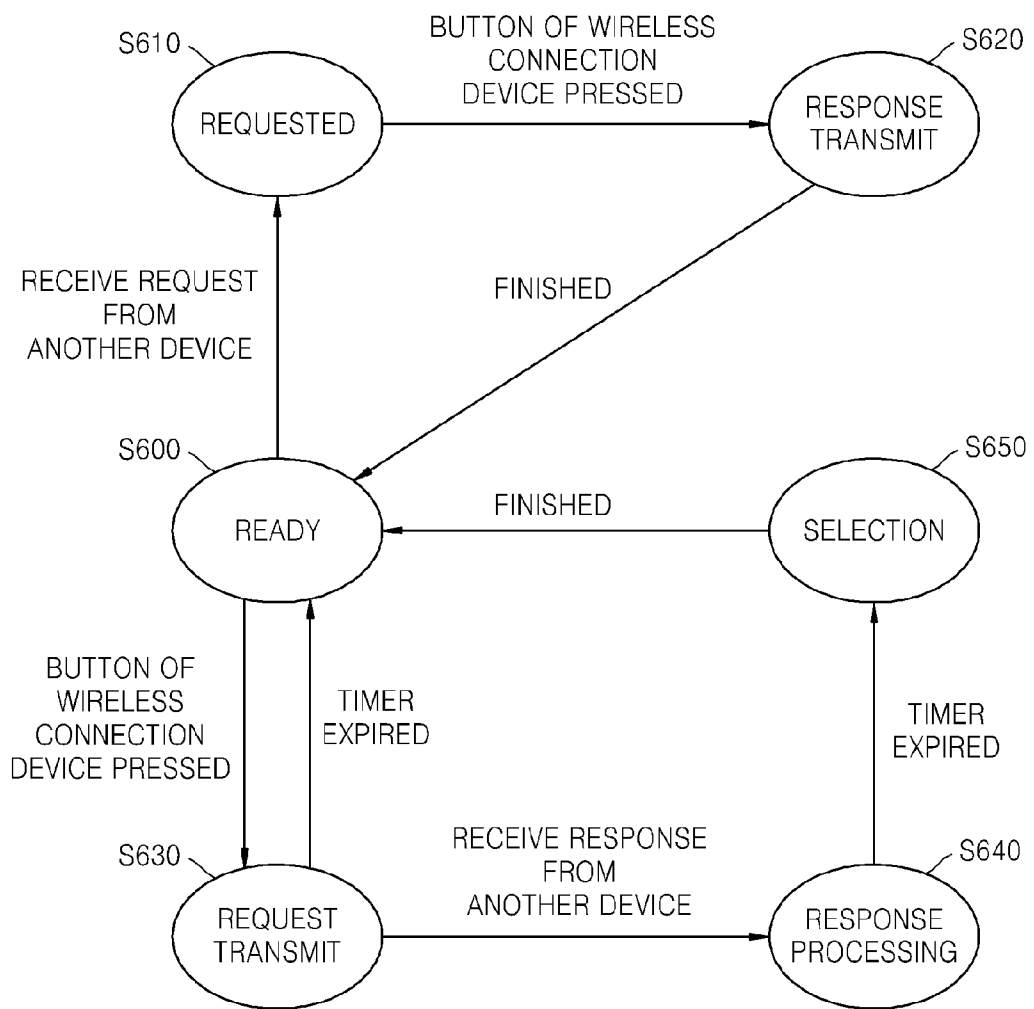 S610
BUTTON OF WIRELESS
CONNECTION
DEVICE PRESSED
S620
REQUESTED
RESPONSE
TRANSMIT
RECEIVE REQUEST
FROM
ANOTHER DEVICE
FINISHED
S600
S650
READY
FINISHED
SELECTION
BUTTON OF
WIRELESS
CONNECTION
DEVICE PRESSED
TIMER
EXPIRED
TIMER
EXPIRED
S630
RECEIVE RESPONSE
FROM
ANOTHER DEVICE
S640
REQUEST
TRANSMIT
RESPONSE
PROCESSING